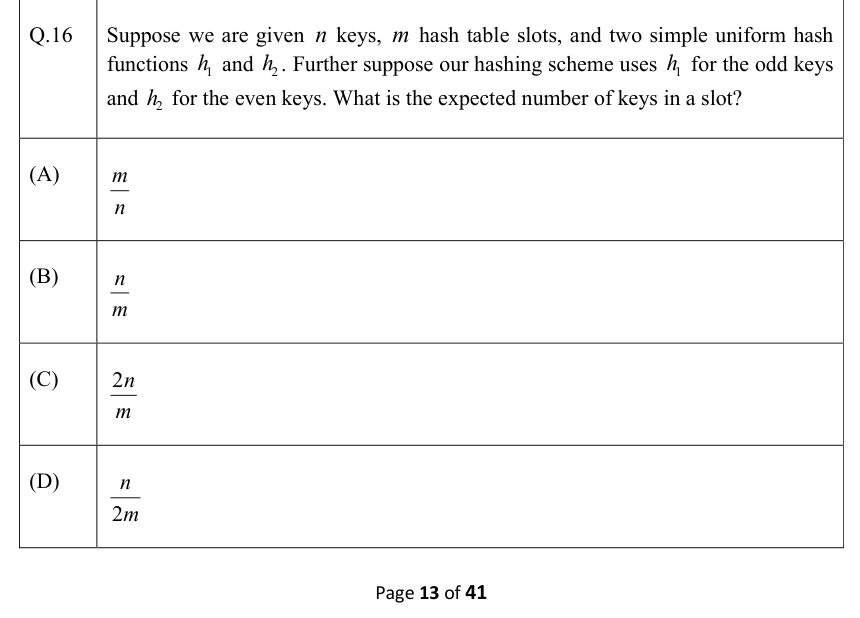 Q.16 Suppose we are given n keys, m hash table slots, and two simple uniform hash
functions h₁ and h₂. Further suppose our hashing scheme uses h₁ for the odd keys
and h₂ for the even keys. What is the expected number of keys in a slot?
(A) m/n
(B) n/m
(C) 2n/m
(D) n/2m
Page 13 of 41